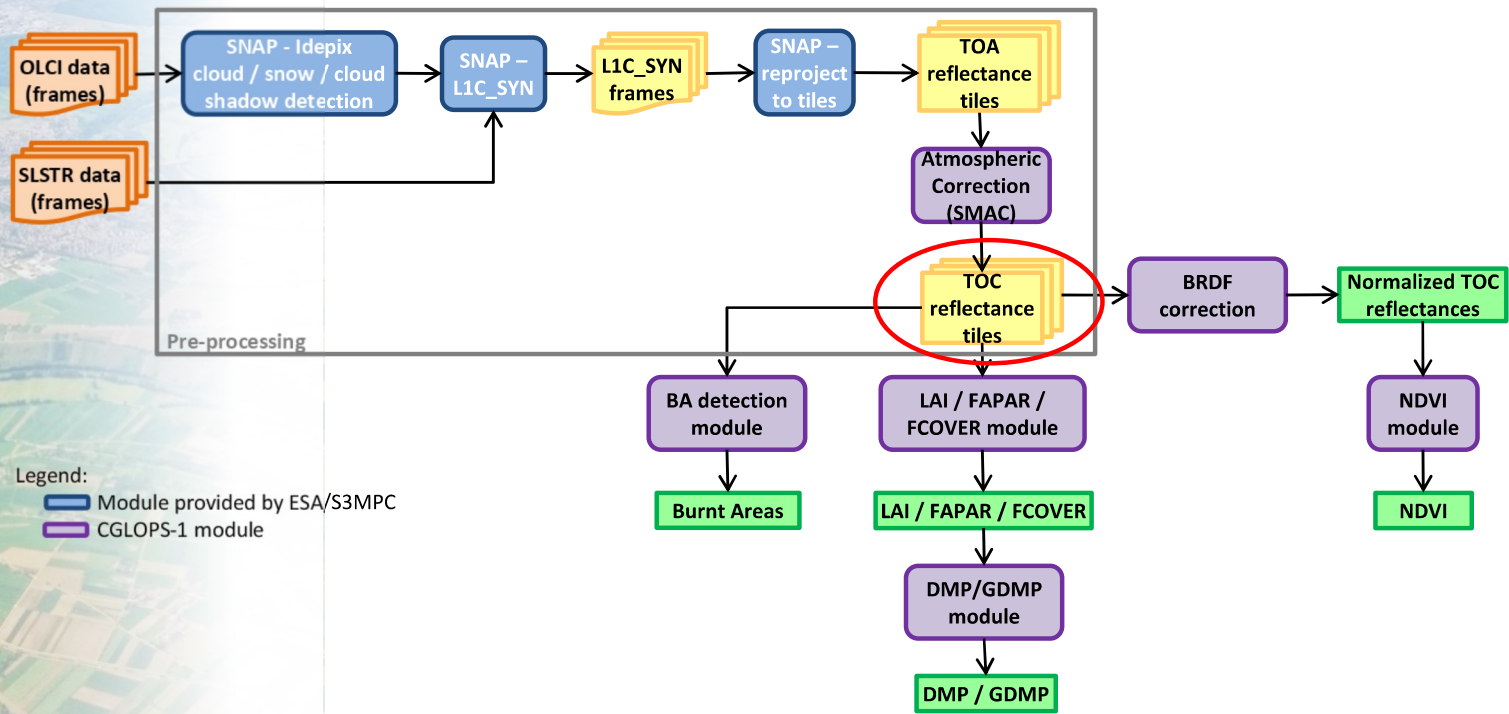 OLCI data
(frames)
SNAP - Idepix
cloud / snow / cloud
shadow detection
SNAP –
L1C_SYN
L1C_SYN
frames
SNAP –
reproject
to tiles
TOA
reflectance
tiles
SLSTR data
(frames)
Atmospheric
Correction
(SMAC)
TOC
reflectance
tiles
BRDF
correction
Normalized TOC
reflectances
Pre-processing
BA detection
module
LAI / FAPAR /
FCOVER module
NDVI
module
Legend:
Module provided by ESA/S3MPC
CGLOPS-1 module
Burnt Areas
LAI / FAPAR / FCOVER
NDVI
DMP/GDMP
module
DMP / GDMP